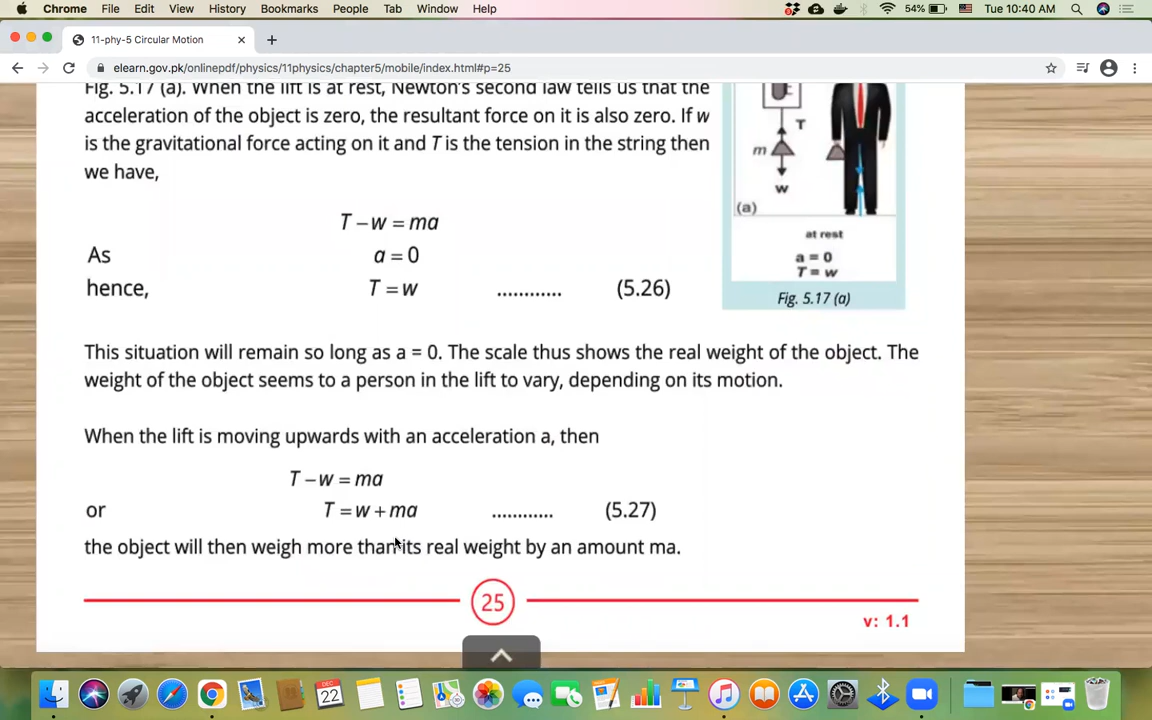 Chrome File Edit View History Bookmarks People Tab Window Help 54% Tue 10:40 AM
11-phy-5 Circular Motion
elearn.gov.pk/onlinepdf/physics/11physics/chapter5/mobile/index.html#p=25
Fig. 5.17 (a). When the lift is at rest, Newton's second law tells us that the
acceleration of the object is zero, the resultant force on it is also zero. If w
is the gravitational force acting on it and T is the tension in the string then
we have,
T – w = ma
As a = 0
hence, T = w ............ (5.26)
T
m
w
(a)
at rest
a = 0
T = w
Fig. 5.17 (a)
This situation will remain so long as a = 0. The scale thus shows the real weight of the object. The
weight of the object seems to a person in the lift to vary, depending on its motion.
When the lift is moving upwards with an acceleration a, then
T – w = ma
or T = w + ma ............ (5.27)
the object will then weigh more than its real weight by an amount ma.
25
v: 1.1
DEC
22